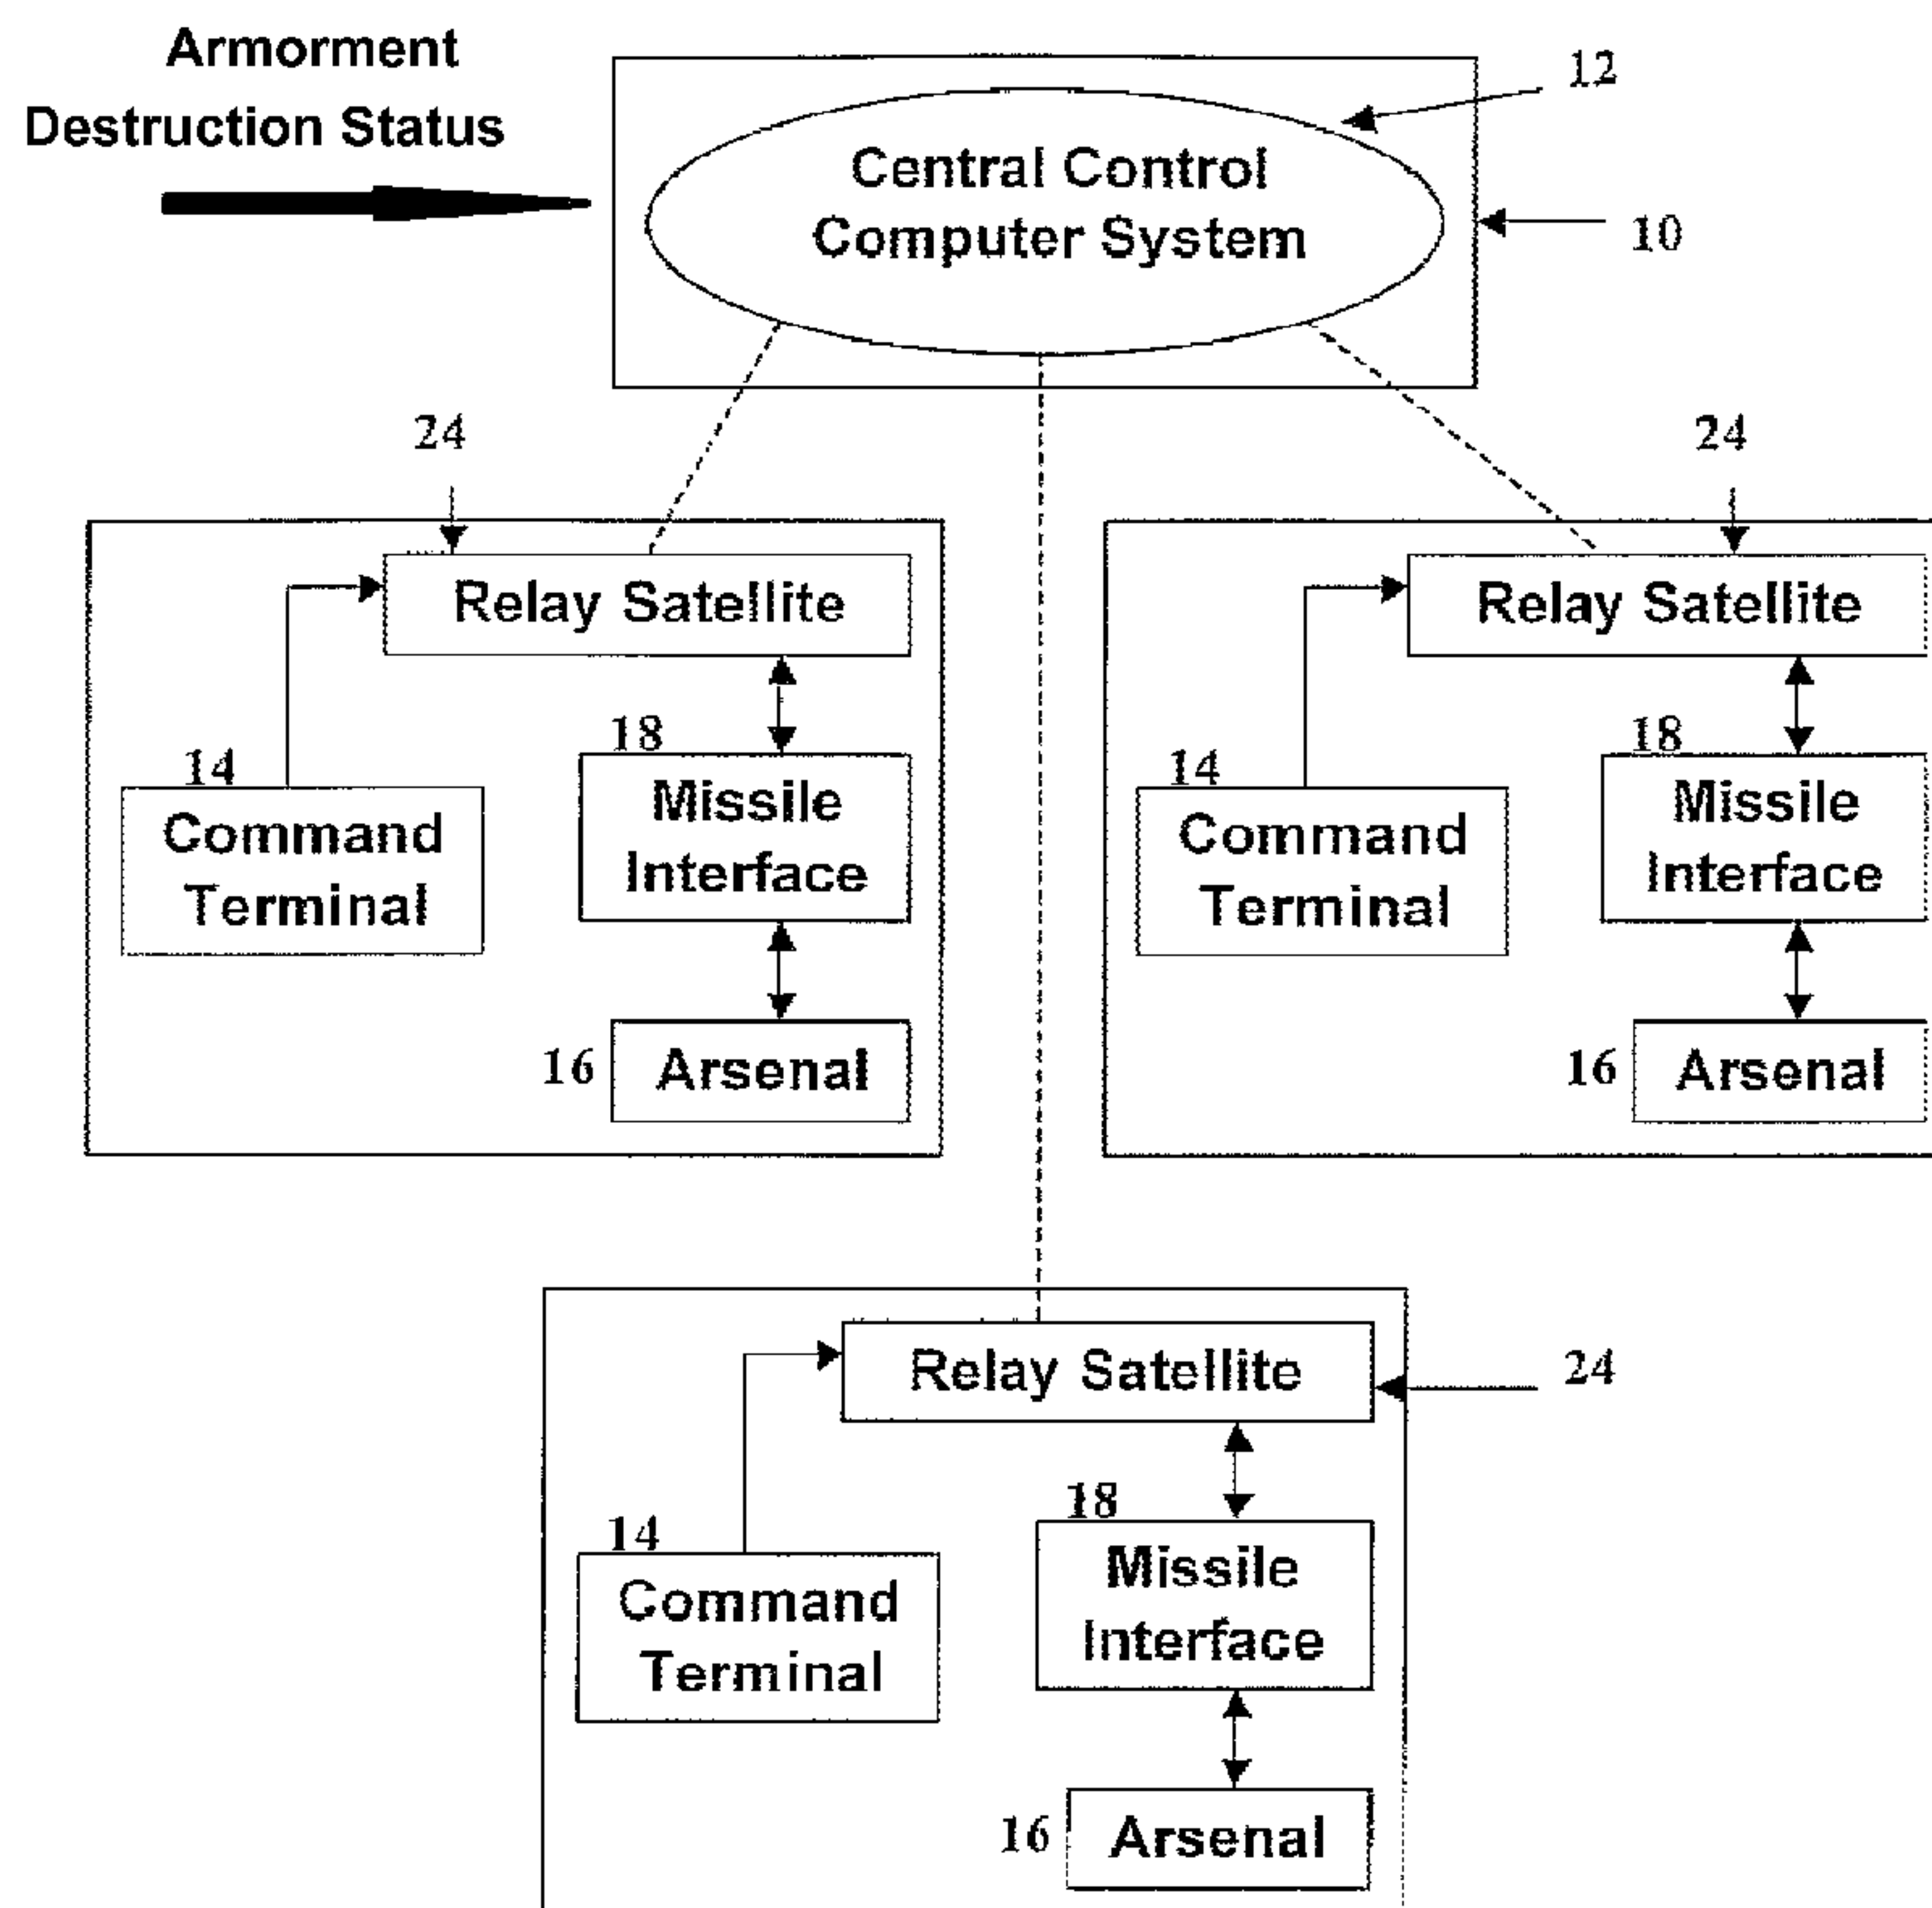 Armorment
Destruction Status
12
Central Control
Computer System
10
24
24
Relay Satellite
Relay Satellite
18
18
14
14
Missile
Interface
Missile
Interface
Command
Terminal
Command
Terminal
16
Arsenal
16
Arsenal
Relay Satellite
24
18
14
Missile
Interface
Command
Terminal
16
Arsenal